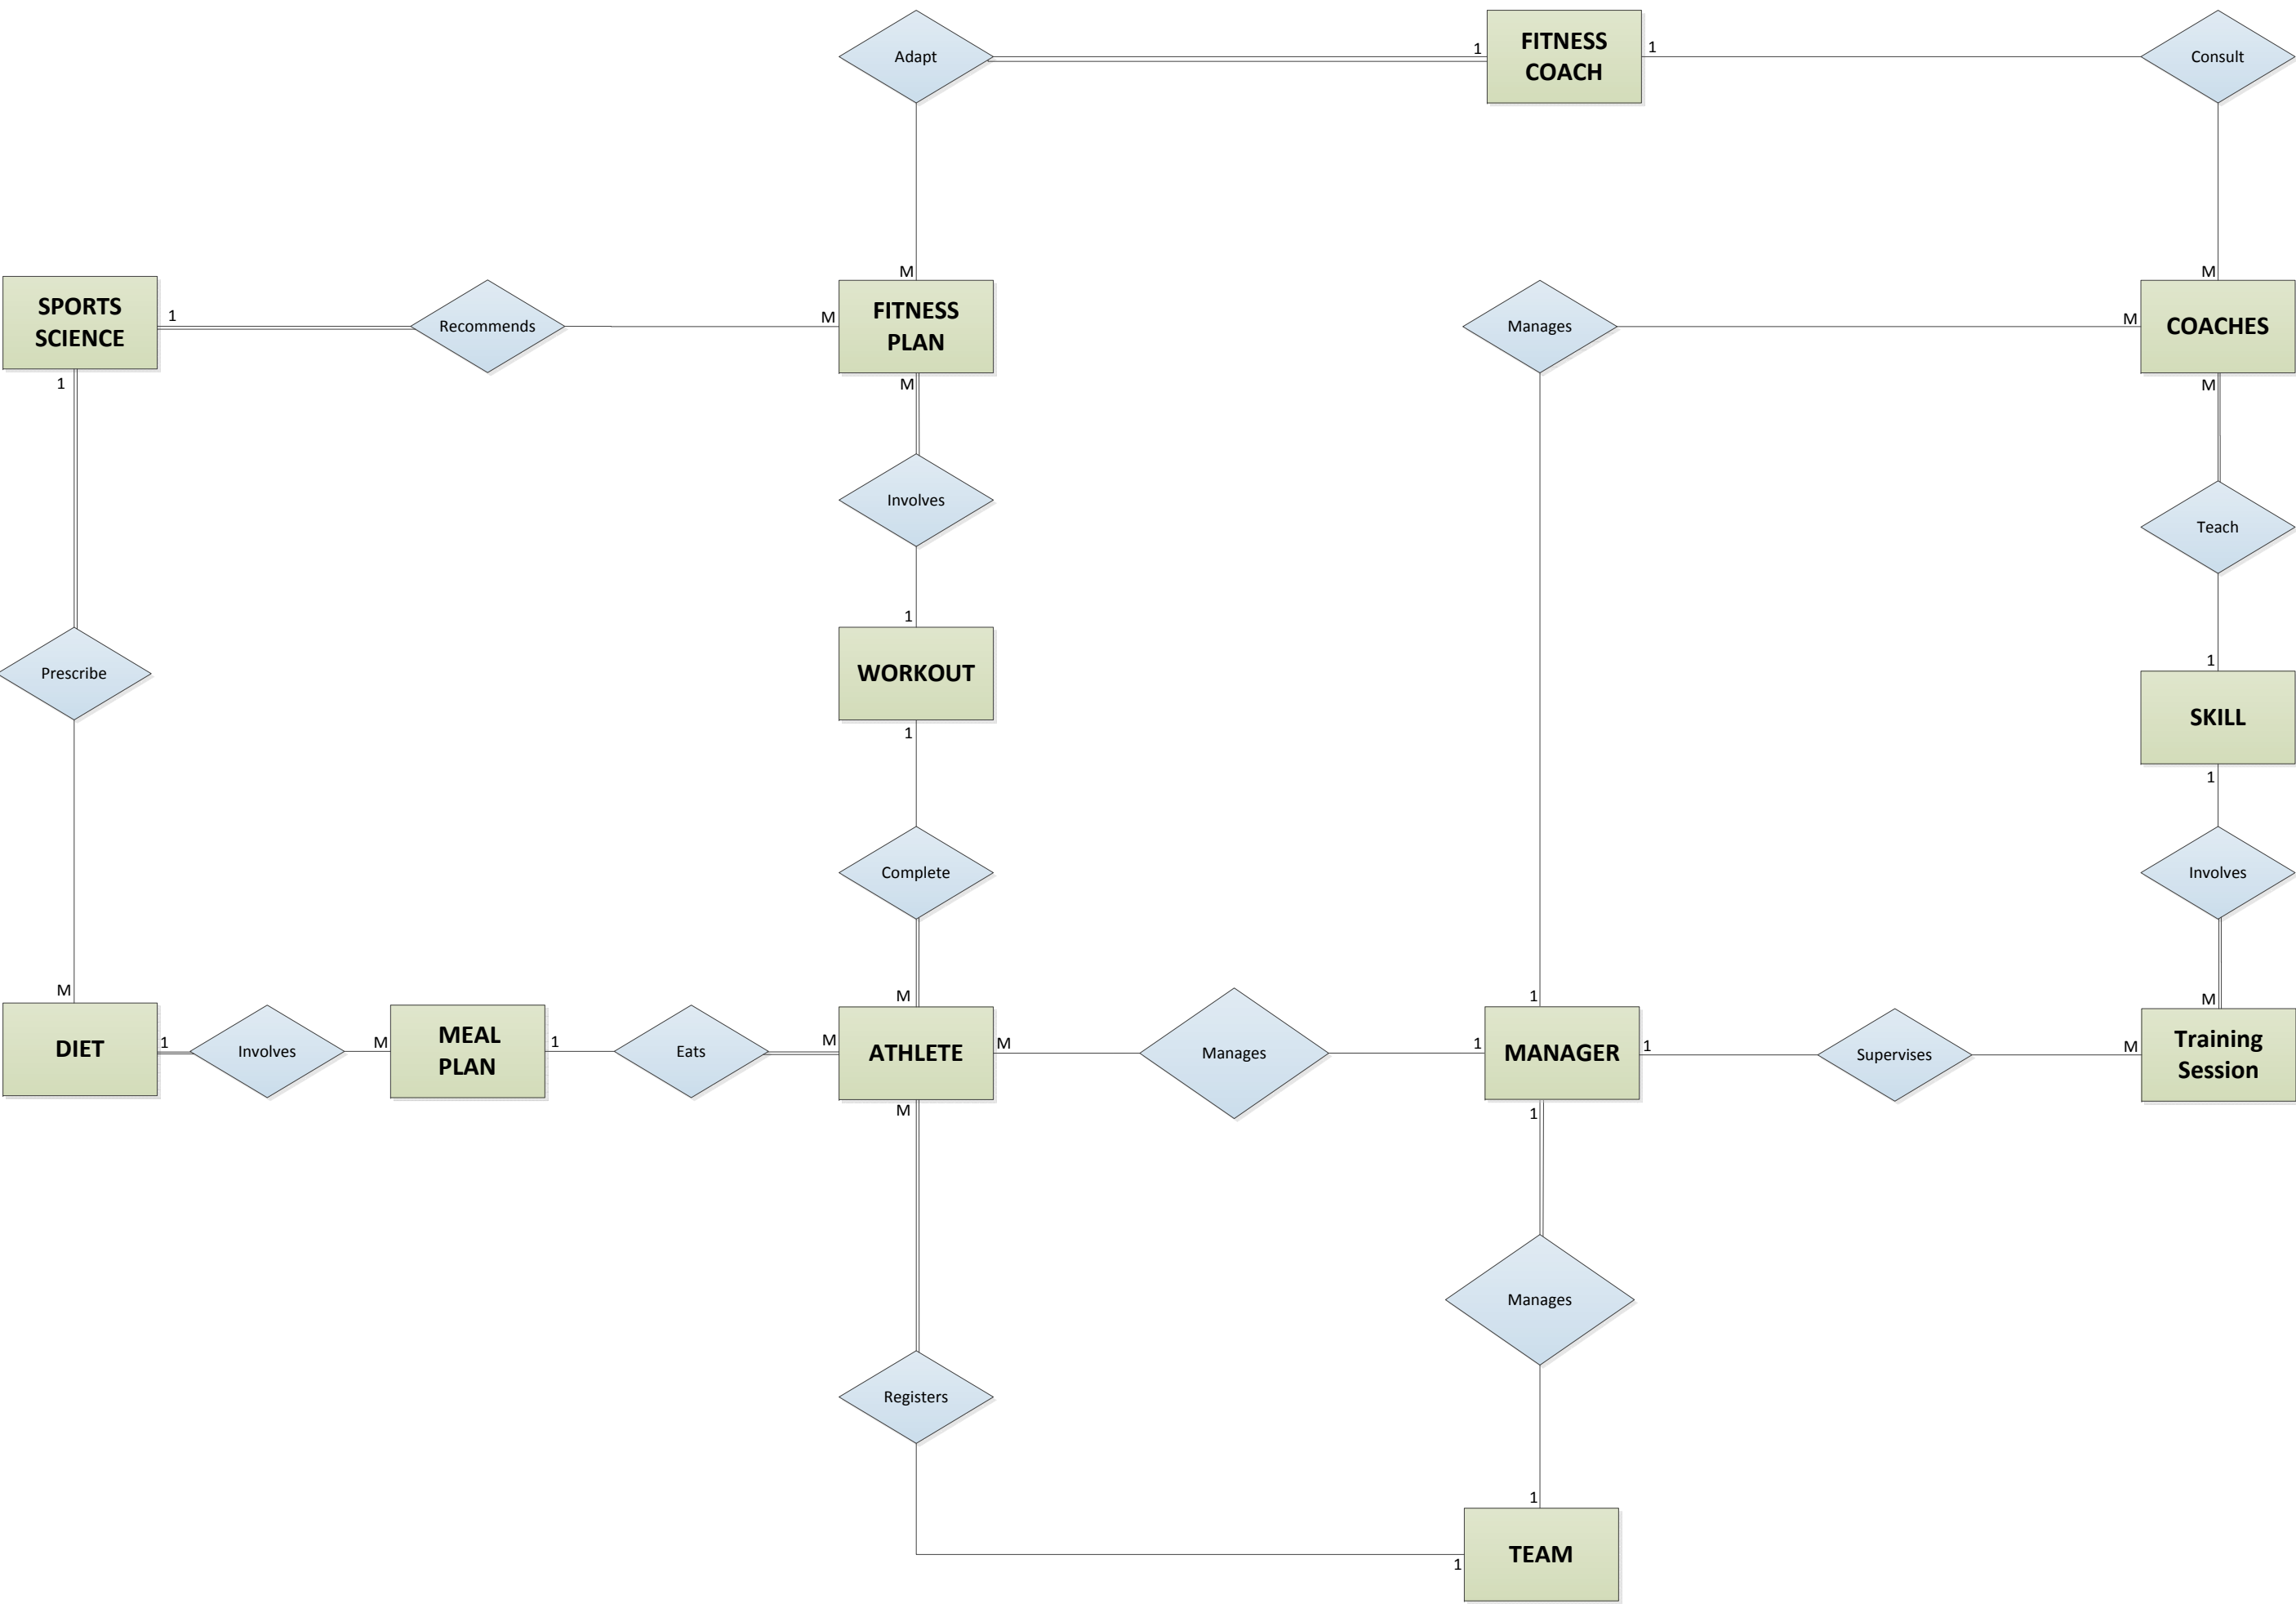 Adapt
1
FITNESS
COACH
1
Consult
M
M
SPORTS
SCIENCE
1
Recommends
M
FITNESS
PLAN
Manages
M
COACHES
1
M
M
Involves
Teach
1
1
WORKOUT
SKILL
Prescribe
1
1
Complete
Involves
M
M
1
M
DIET
1
Involves
M
MEAL
PLAN
1
Eats
M
ATHLETE
M
Manages
1
MANAGER
1
Supervises
M
Training
Session
M
1
Manages
Registers
1
1
TEAM